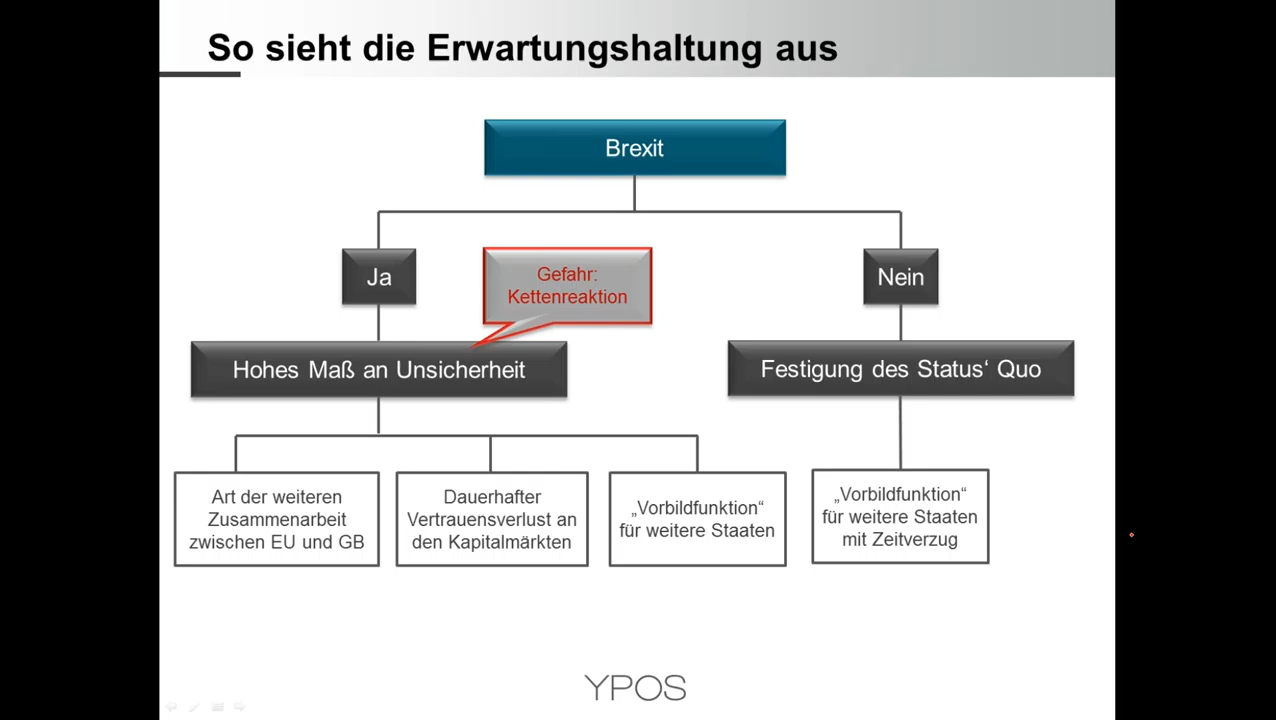 So sieht die Erwartungshaltung aus
Brexit
Ja
Gefahr:
Kettenreaktion
Nein
Hohes Maß an Unsicherheit
Festigung des Status‘ Quo
Art der weiteren
Zusammenarbeit
zwischen EU und GB
Dauerhafter
Vertrauensverlust an
den Kapitalmärkten
„Vorbildfunktion“
für weitere Staaten
„Vorbildfunktion“
für weitere Staaten
mit Zeitverzug
YPOS